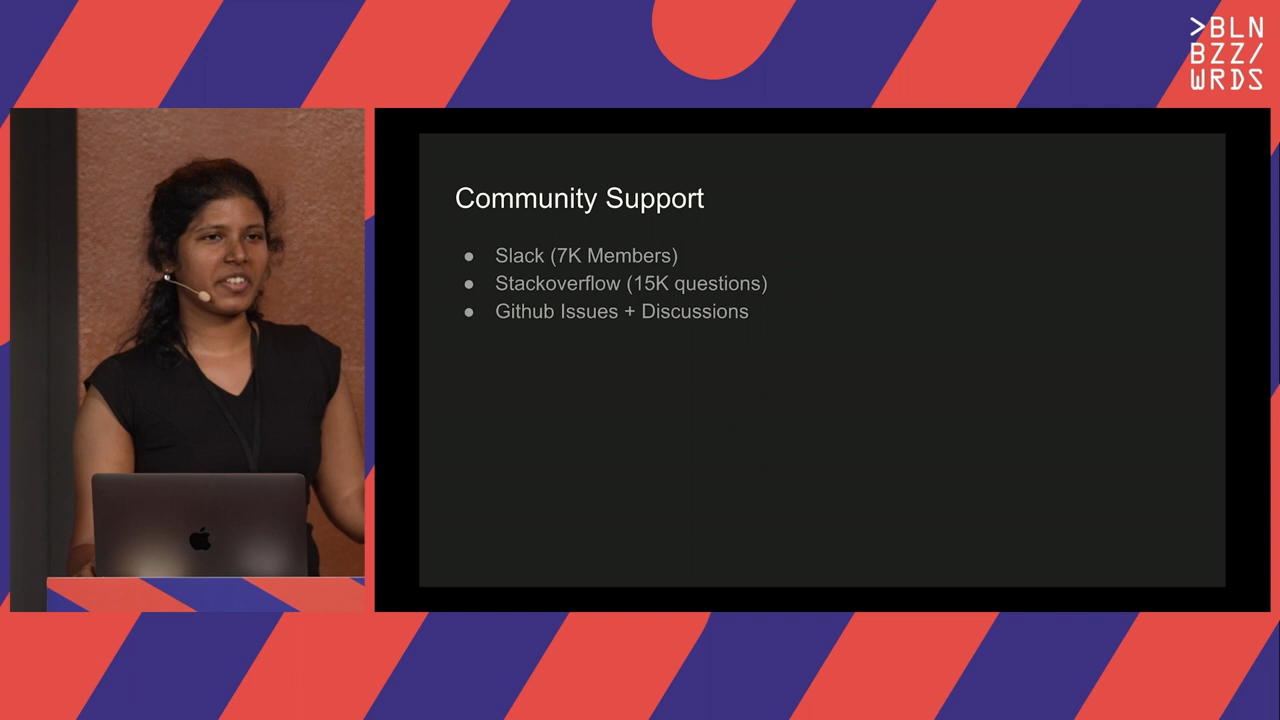 >BLN
BZZ/
WRDS
Community Support
● Slack (7K Members)
● Stackoverflow (15K questions)
● Github Issues + Discussions